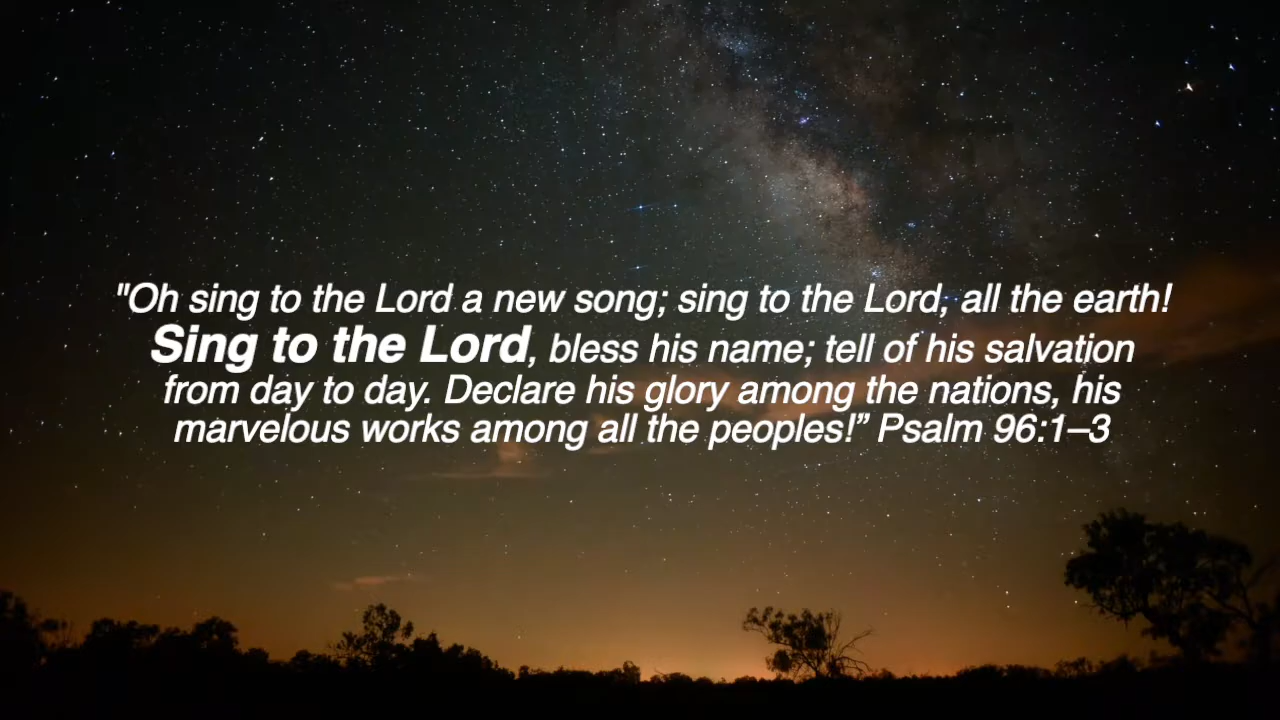 "Oh sing to the Lord a new song; sing to the Lord, all the earth!
Sing to the Lord, bless his name; tell of his salvation
from day to day. Declare his glory among the nations, his
marvelous works among all the peoples!” Psalm 96:1–3